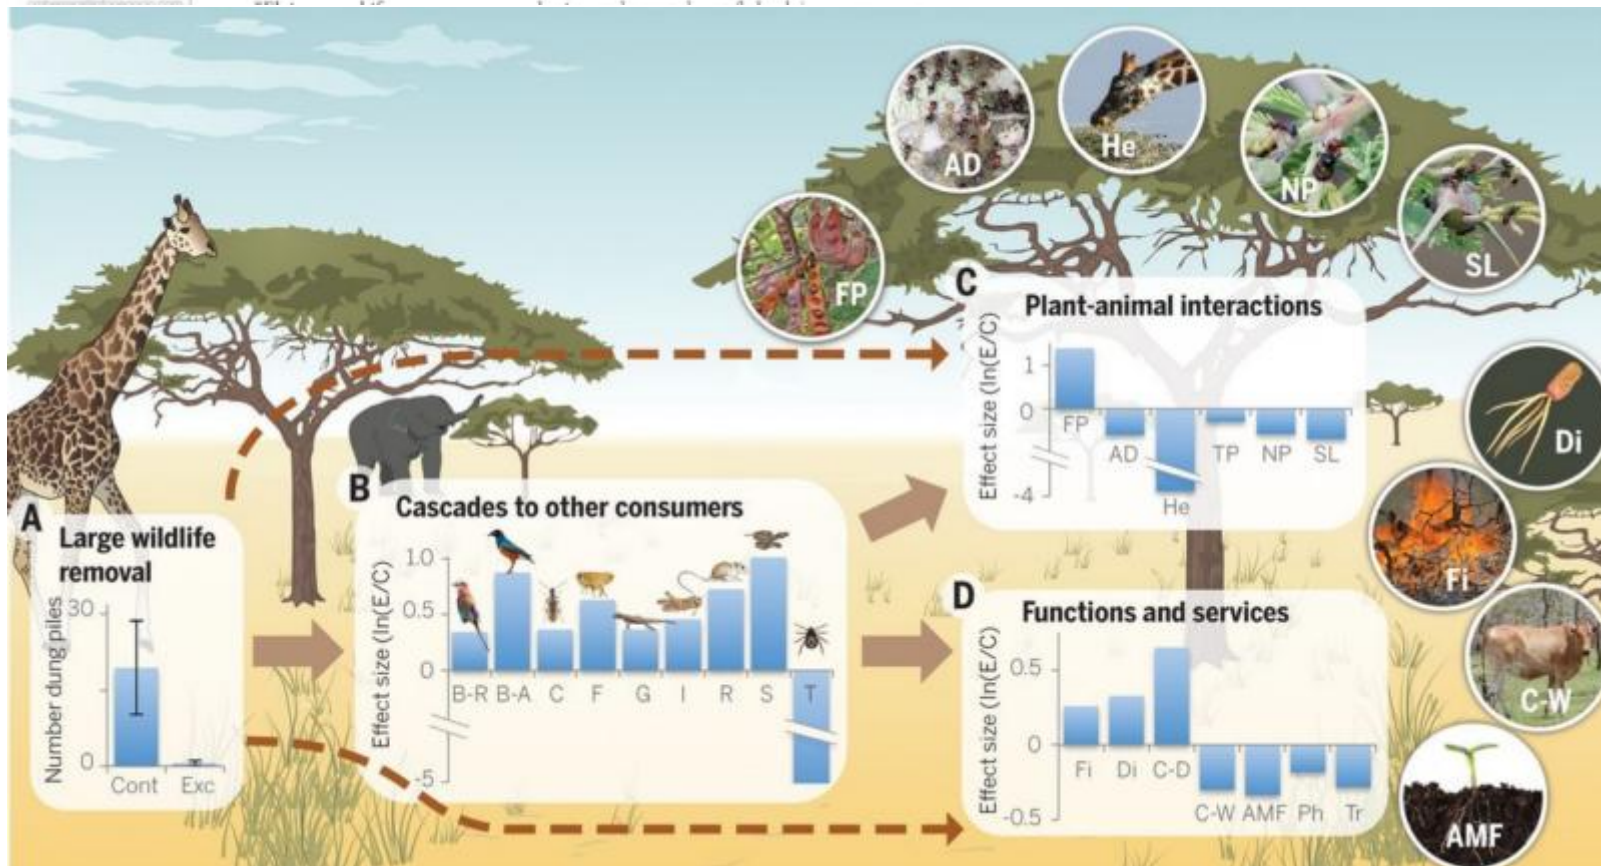 AD
He
NP
SL
FP
Di
Fi
C-W
AMF
A
Large wildlife
removal
Number dung piles
30
0
Cont Exc
B
Cascades to other consumers
Effect size (ln(E/C)
1.0
0.5
0
-5
B-R B-A C F G I R S T
C
Plant-animal interactions
Effect size (ln(E/C)
1
0
-4
FP AD He TP NP SL
D
Functions and services
Effect size (ln(E/C)
0.5
0
-0.5
Fi Di C-D C-W AMF Ph Tr